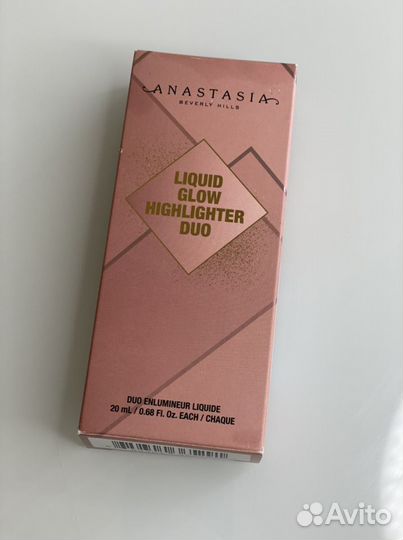 ANASTASIA
BEVERLY HILLS
LIQUID
GLOW
HIGHLIGHTER
DUO
DUO ENLUMINEUR LIQUIDE
20 mL / 0.68 Fl. Oz. EACH / CHAQUE
Avito